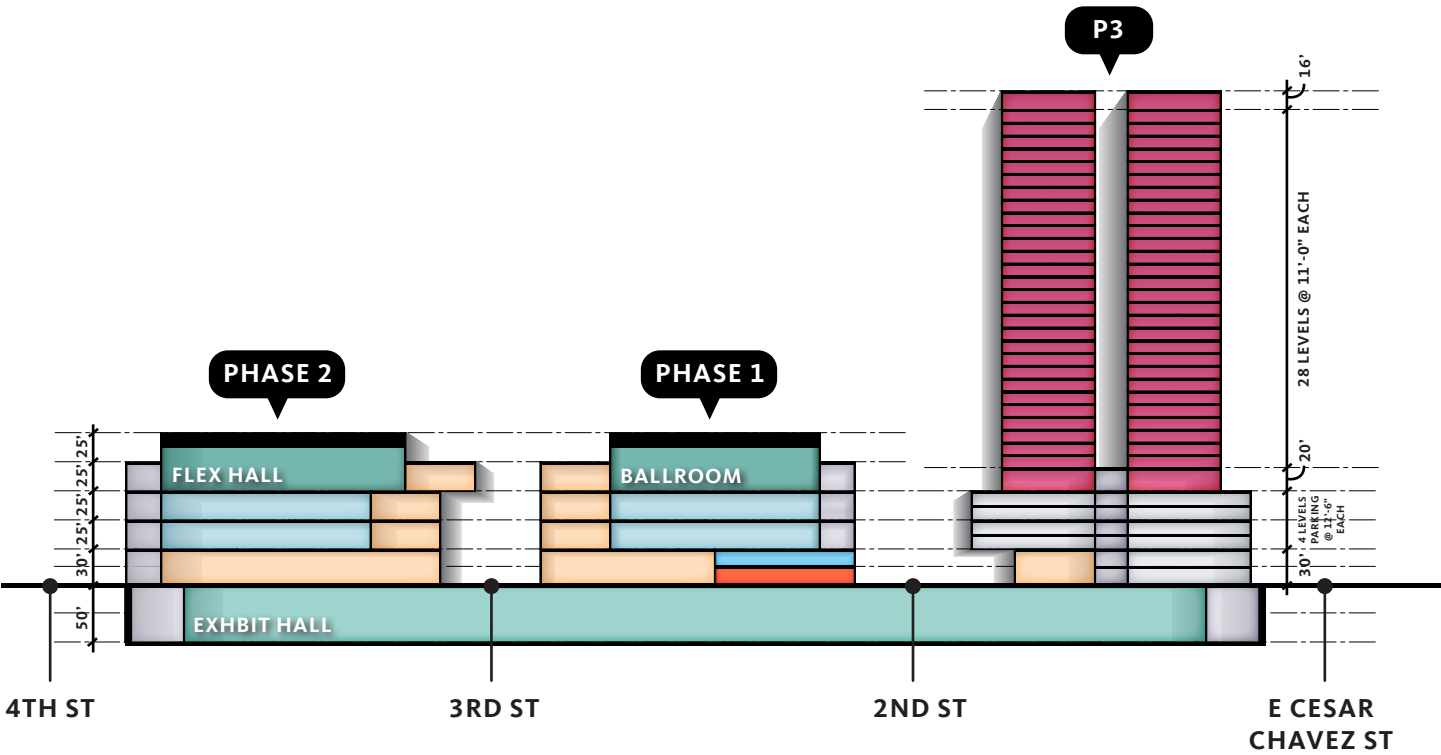 P3
16'
28 LEVELS @ 11'-0" EACH
20'
4 LEVELS
PARKING
@ 12'-6"
EACH
30'
PHASE 2
PHASE 1
25'
25'
25'
25'
30'
50'
FLEX HALL
BALLROOM
EXHBIT HALL
4TH ST
3RD ST
2ND ST
E CESAR
CHAVEZ ST